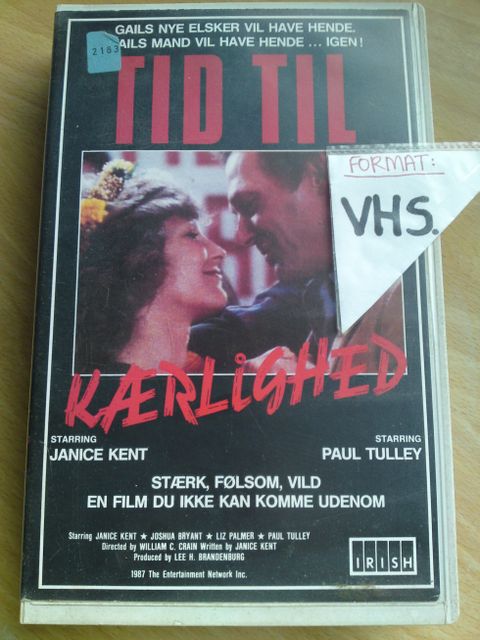 GAILS NYE ELSKER VIL HAVE HENDE.
AILS MAND VIL HAVE HENDE ... IGEN!
2183
TID TIL
FORMAT:
VHS.
KÆRLIGHED
STARRING
JANICE KENT
STARRING
PAUL TULLEY
STÆRK, FØLSOM, VILD
EN FILM DU IKKE KAN KOMME UDENOM
Starring JANICE KENT ★ JOSHUA BRYANT ★ LIZ PALMER ★ PAUL TULLEY
Directed by WILLIAM C. CRAIN Written by JANICE KENT
Produced by LEE H. BRANDENBURG
1987 The Entertainment Network Inc.
IRISH